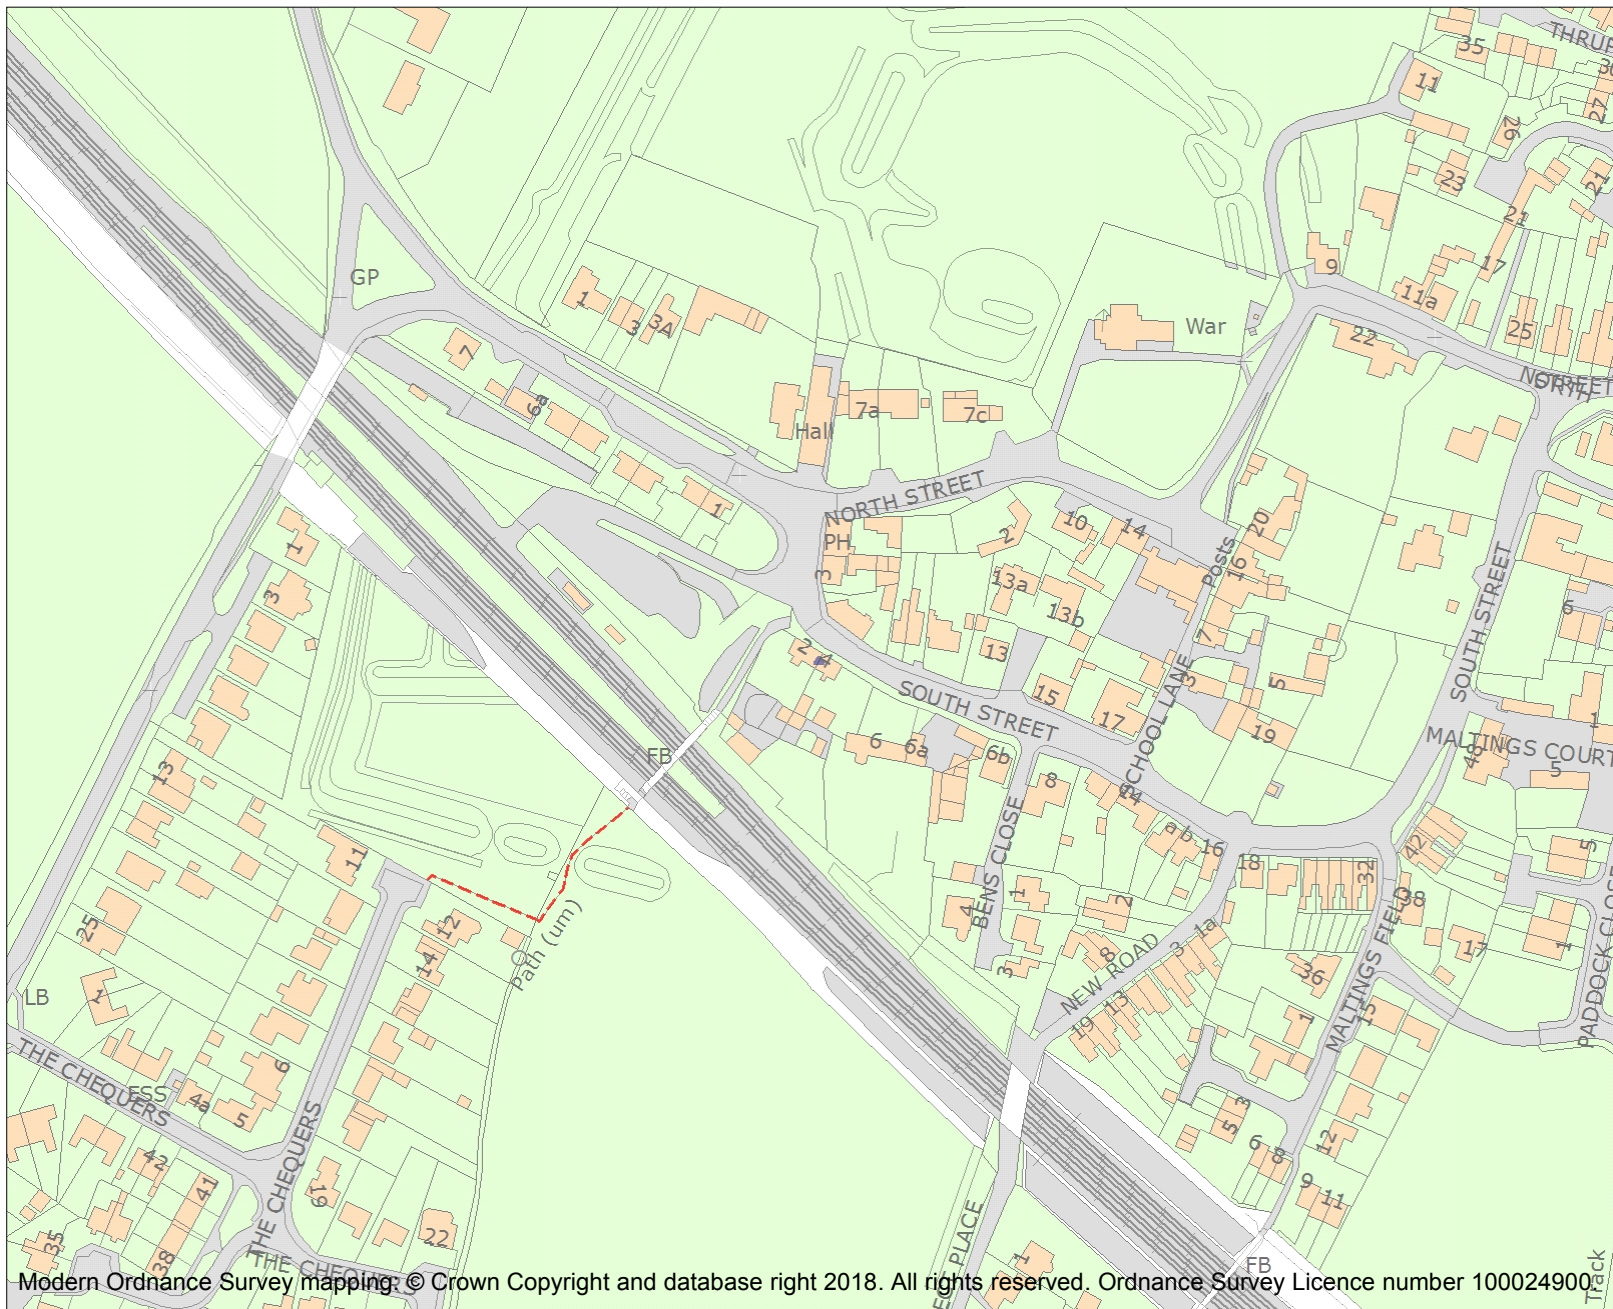 THRUP
35
11
27
26
23
21
21
GP
17
9
11a
1
3
3A
War
22
25
7
6a
NORTH
STREET
7a
7c
Hall
NORTH STREET
1
PH
2
10
14
20
Posts
16
1
3
3
13a
13b
SOUTH STREET
6
7
13
2
4
3
5
SOUTH STREET
15
17
19
SCHOOL LANE
1
MALTINGS COURT
49
5
FB
6
6a
6b
13
8
14
a b
16
18
32
42
5
11
BENS CLOSE
1
4
2
38
MALTINGS FIELD
17
1
PADDOCK CLOSE
25
12
14
Path (um)
8
3
1a
3
NEW ROAD
36
LB
1
19
13
1
15
THE CHEQUERS
ESS
4a
5
6
THE CHEQUERS
3
5
6
8
12
9
11
42
41
19
35
38
22
THE CHEQUERS
EGE PLACE
1
FB
Track
Modern Ordnance Survey mapping: © Crown Copyright and database right 2018. All rights reserved. Ordnance Survey Licence number 100024900.